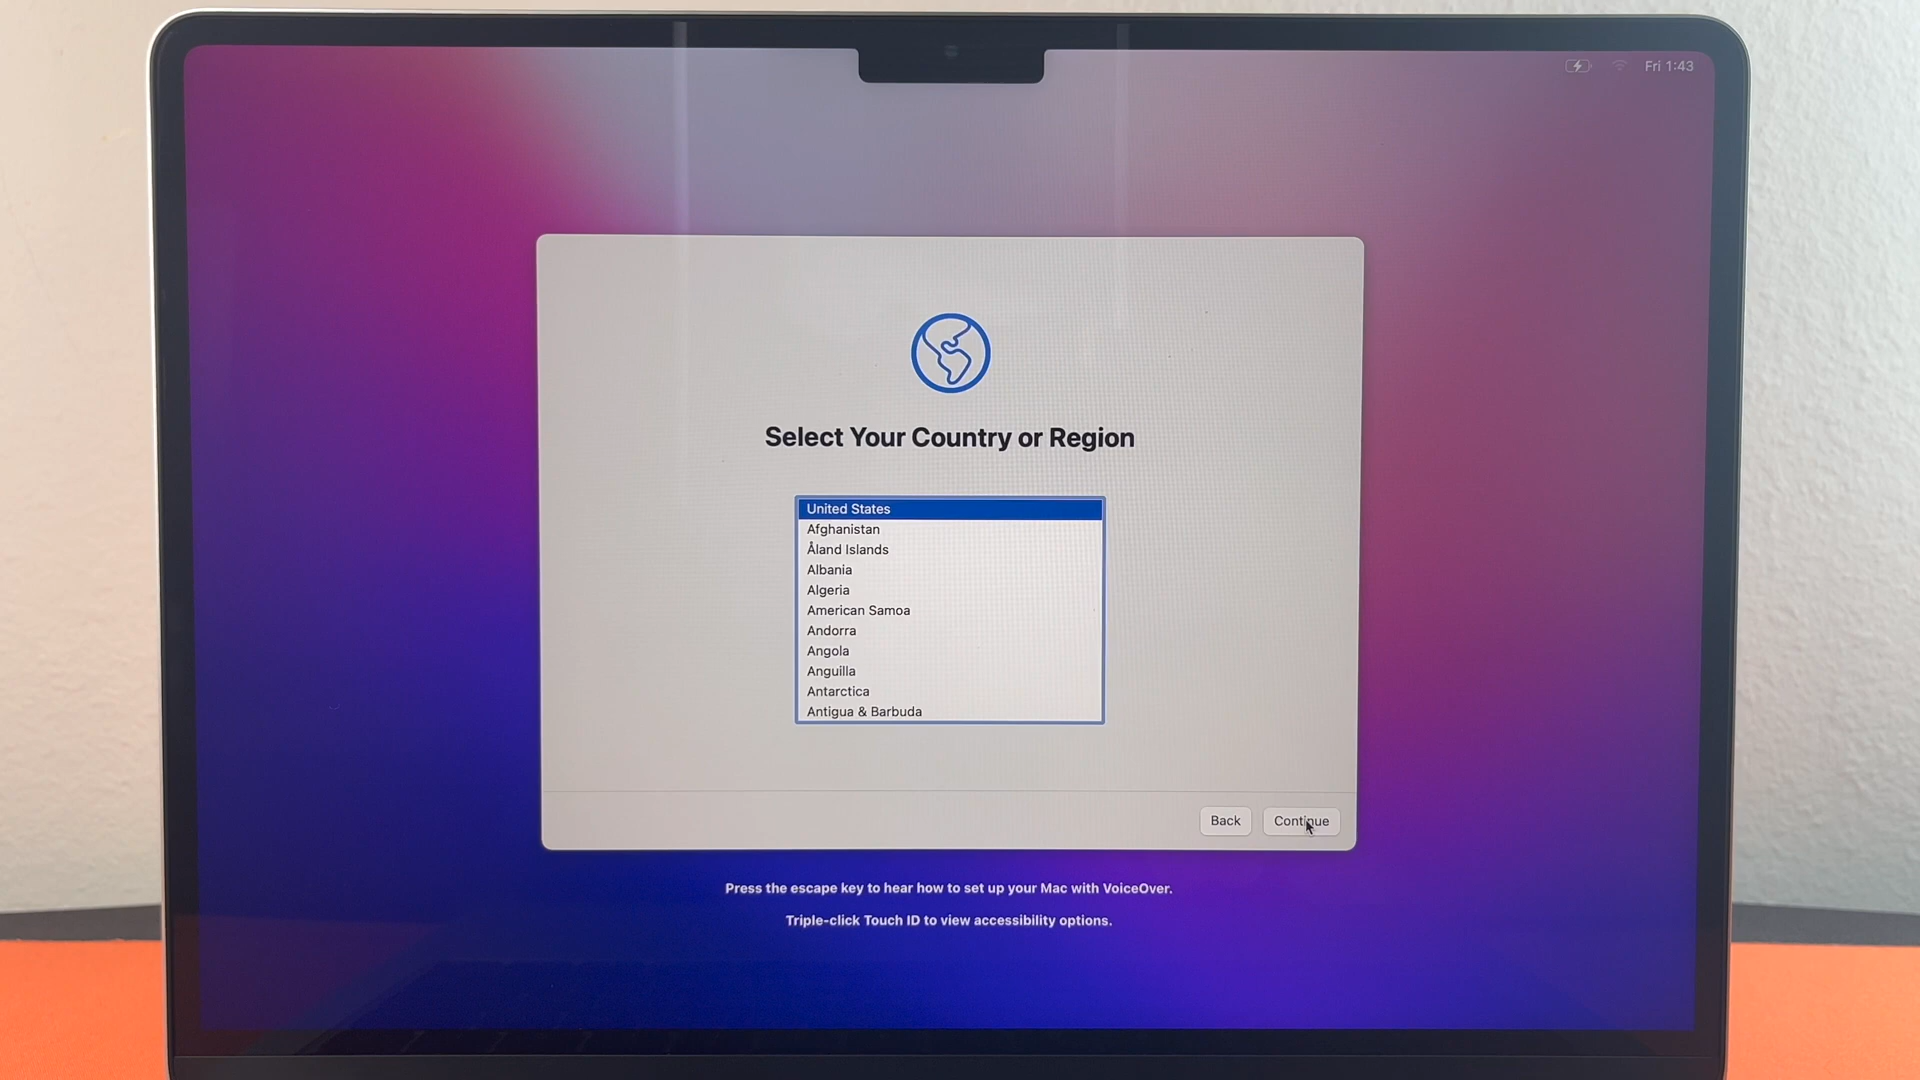 Fri 1:43
Select Your Country or Region
United States
Afghanistan
Åland Islands
Albania
Algeria
American Samoa
Andorra
Angola
Anguilla
Antarctica
Antigua & Barbuda
Back
Continue
Press the escape key to hear how to set up your Mac with VoiceOver.
Triple-click Touch ID to view accessibility options.